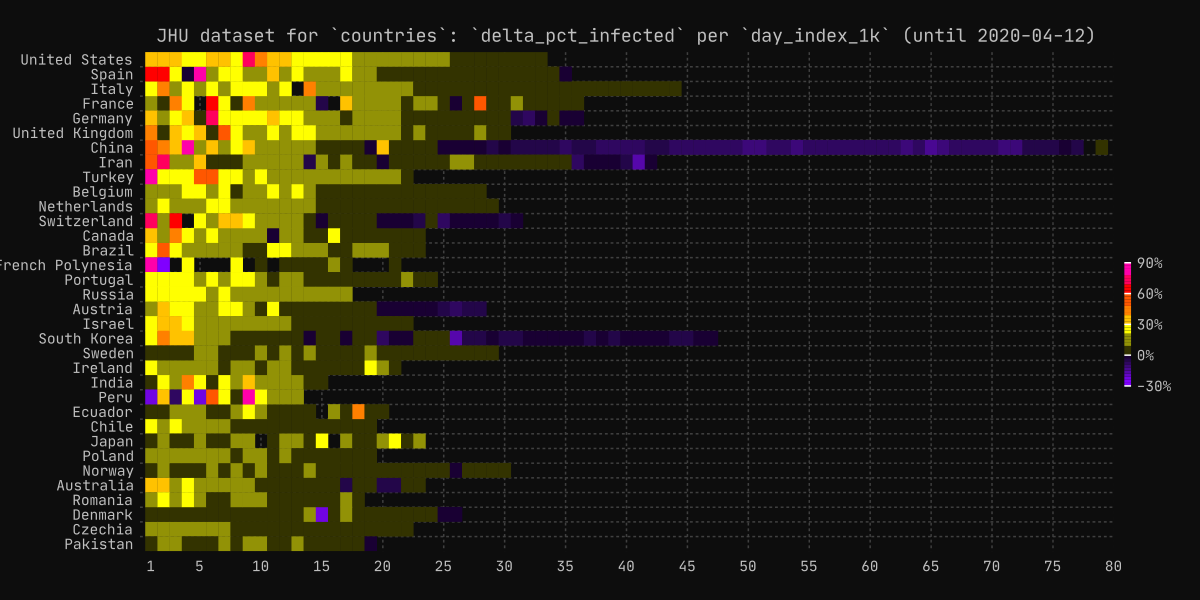 JHU dataset for `countries`: `delta_pct_infected` per `day_index_1k` (until 2020-04-12)
United States
Spain
Italy
France
Germany
United Kingdom
China
Iran
Turkey
Belgium
Netherlands
Switzerland
Canada
Brazil
French Polynesia
Portugal
Russia
Austria
Israel
South Korea
Sweden
Ireland
India
Peru
Ecuador
Chile
Japan
Poland
Norway
Australia
Romania
Denmark
Czechia
Pakistan
1 5 10 15 20 25 30 35 40 45 50 55 60 65 70 75 80
90%
60%
30%
0%
-30%